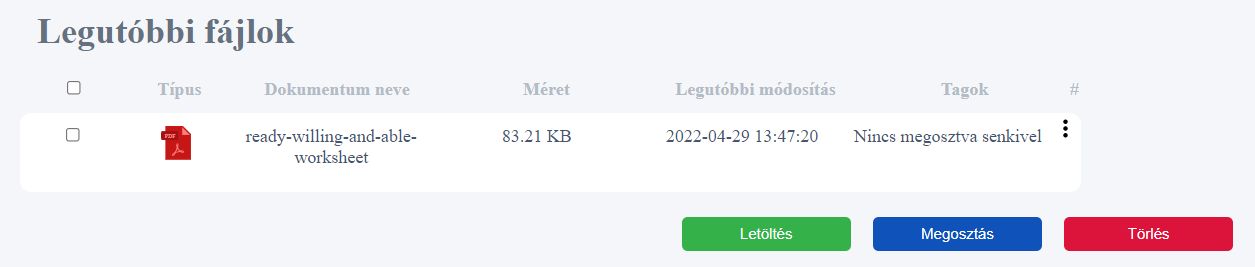 Legutóbbi fájlok
Típus Dokumentum neve Méret Legutóbbi módosítás Tagok #
PDF ready-willing-and-able- 83.21 KB 2022-04-29 13:47:20 Nincs megosztva senkivel
worksheet
Letöltés Megosztás Törlés